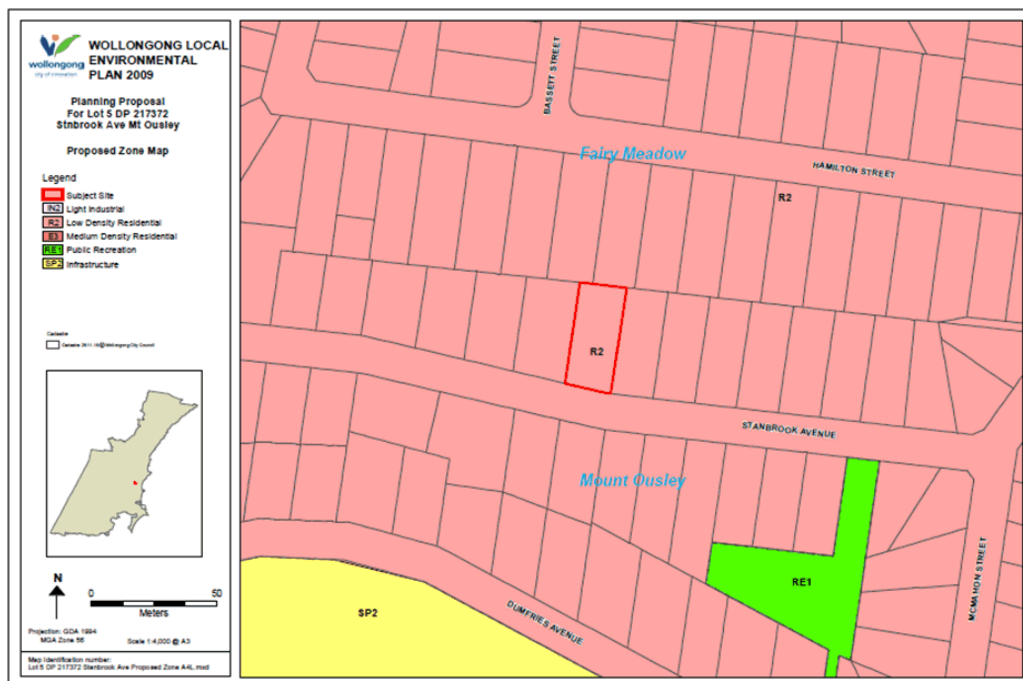 wollongong
city of innovation
WOLLONGONG LOCAL
ENVIRONMENTAL
PLAN 2009
Planning Proposal
For Lot 5 DP 217372
Stnbrook Ave Mt Ousley
Proposed Zone Map
Legend
Subject Site
IN2 Light Industrial
R2 Low Density Residential
Medium Density Residential
RE1 Public Recreation
SP2 Infrastructure
Cadastre
N
0 50
Meters
Projection: GDA 1994
MGA Zone 56
Scale 1:4,000 @ A3
Map Identification number:
Lot 5 DP 217372 Stanbrook Ave Proposed Zone A4L.mxd
BASSETT STREET
Fairy Meadow
HAMILTON STREET
R2
R2
STANBROOK AVENUE
Mount Ousley
RE1
MCMAHON STREET
SP2
DUMFRIES AVENUE